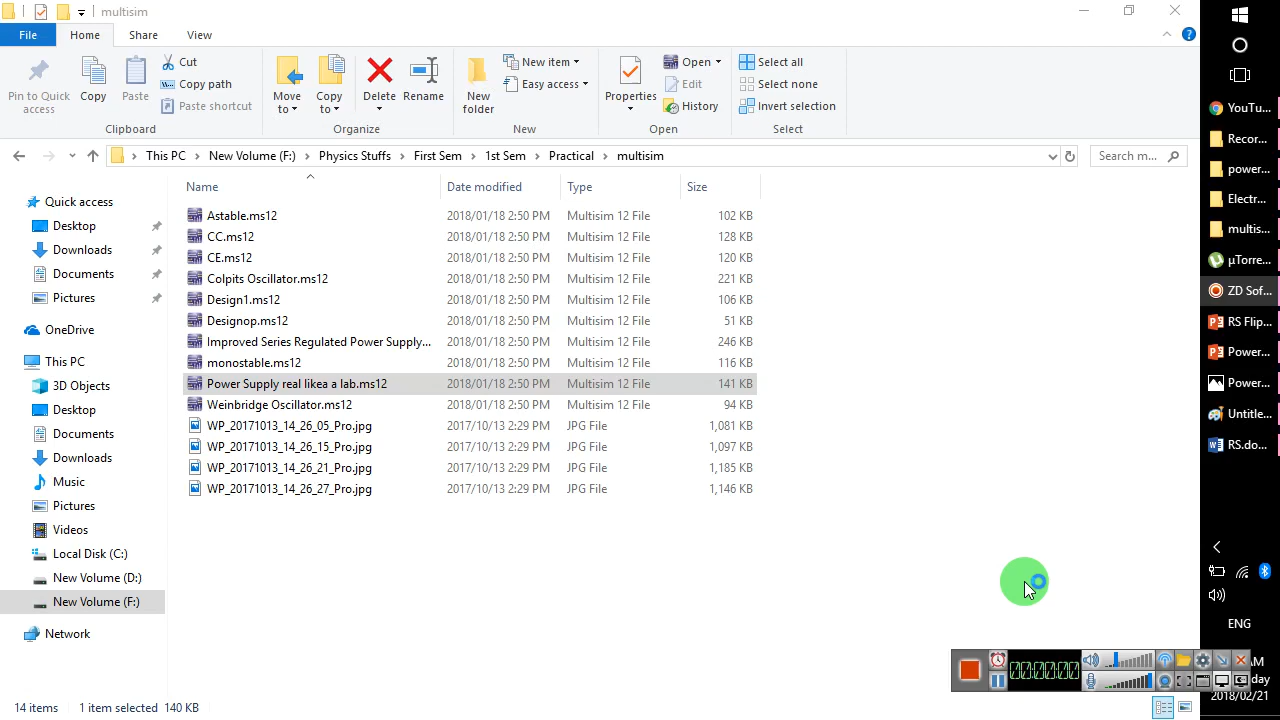 multisim
File Home Share View
Pin to Quick access
Copy
Paste
Cut
Copy path
Paste shortcut
Clipboard
Move to
Copy to
Delete
Rename
Organize
New folder
New item
Easy access
New
Properties
Open
Edit
History
Open
Select all
Select none
Invert selection
Select
This PC New Volume (F:) Physics Stuffs First Sem 1st Sem Practical multisim
Search m...
Quick access
Desktop
Downloads
Documents
Pictures
OneDrive
This PC
3D Objects
Desktop
Documents
Downloads
Music
Pictures
Videos
Local Disk (C:)
New Volume (D:)
New Volume (F:)
Network
Name Date modified Type Size
Astable.ms12 2018/01/18 2:50 PM Multisim 12 File 102 KB
CC.ms12 2018/01/18 2:50 PM Multisim 12 File 128 KB
CE.ms12 2018/01/18 2:50 PM Multisim 12 File 120 KB
Colpits Oscillator.ms12 2018/01/18 2:50 PM Multisim 12 File 221 KB
Design1.ms12 2018/01/18 2:50 PM Multisim 12 File 106 KB
Designop.ms12 2018/01/18 2:50 PM Multisim 12 File 51 KB
Improved Series Regulated Power Supply... 2018/01/18 2:50 PM Multisim 12 File 246 KB
monostable.ms12 2018/01/18 2:50 PM Multisim 12 File 116 KB
Power Supply real likea a lab.ms12 2018/01/18 2:50 PM Multisim 12 File 141 KB
Weinbridge Oscillator.ms12 2018/01/18 2:50 PM Multisim 12 File 94 KB
WP_20171013_14_26_05_Pro.jpg 2017/10/13 2:29 PM JPG File 1,081 KB
WP_20171013_14_26_15_Pro.jpg 2017/10/13 2:29 PM JPG File 1,097 KB
WP_20171013_14_26_21_Pro.jpg 2017/10/13 2:29 PM JPG File 1,185 KB
WP_20171013_14_26_27_Pro.jpg 2017/10/13 2:29 PM JPG File 1,146 KB
14 items 1 item selected 140 KB
YouTu...
Recor...
power...
Electr...
multis...
µTorre...
ZD Sof...
RS Flip...
Power...
Power...
Untitle...
RS.do...
ENG
2018/02/21